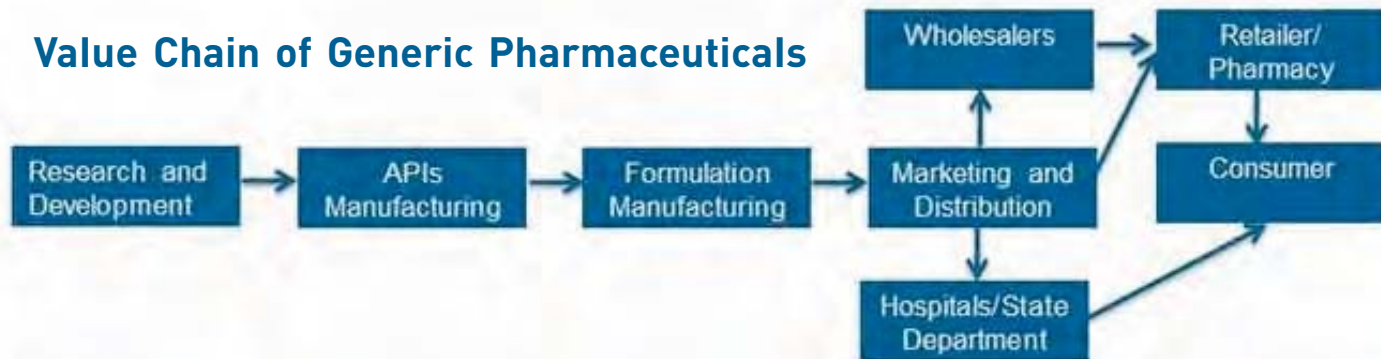 Value Chain of Generic Pharmaceuticals
Wholesalers
Retailer/
Pharmacy
Research and
Development
APIs
Manufacturing
Formulation
Manufacturing
Marketing and
Distribution
Consumer
Hospitals/State
Department